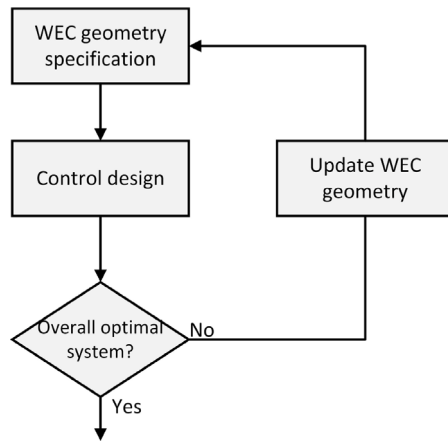 WEC geometry
specification
Control design
Update WEC
geometry
Overall optimal
system?
No
Yes